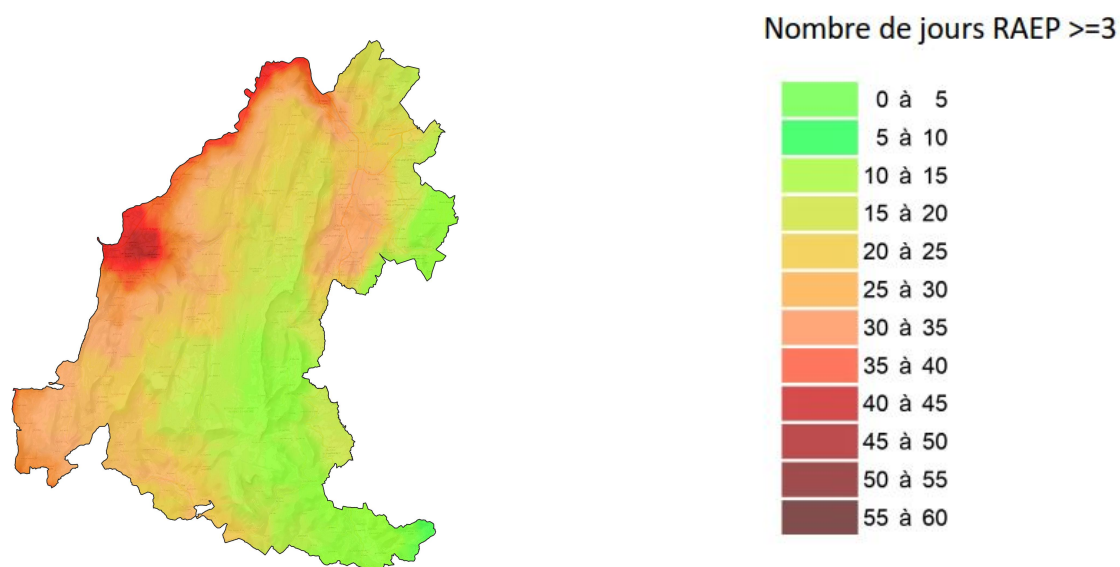 Nombre de jours RAEP >=3
0 à 5
5 à 10
10 à 15
15 à 20
20 à 25
25 à 30
30 à 35
35 à 40
40 à 45
45 à 50
50 à 55
55 à 60